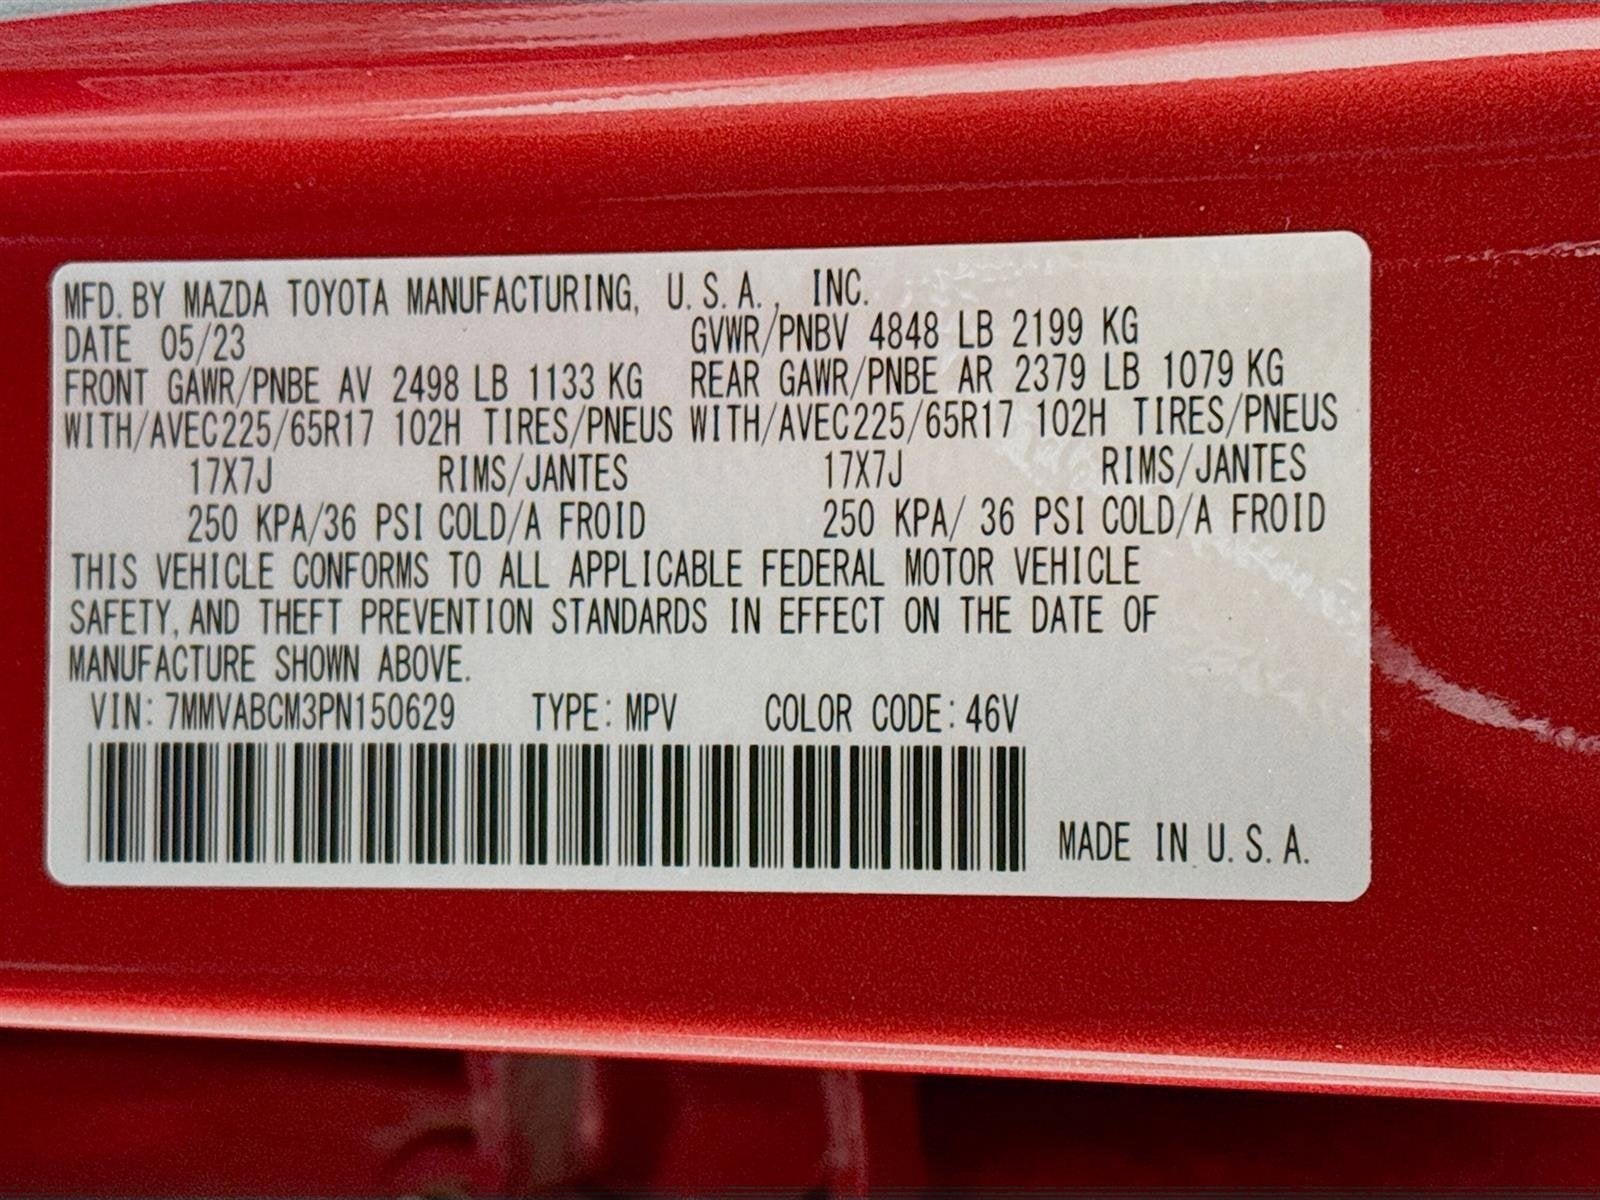 MFD. BY MAZDA TOYOTA MANUFACTURING, U.S.A., INC.
DATE 05/23 GVWR/PNBV 4848 LB 2199 KG
FRONT GAWR/PNBE AV 2498 LB 1133 KG REAR GAWR/PNBE AR 2379 LB 1079 KG
WITH/AVEC225/65R17 102H TIRES/PNEUS WITH/AVEC225/65R17 102H TIRES/PNEUS
17X7J RIMS/JANTES 17X7J RIMS/JANTES
250 KPA/36 PSI COLD/A FROID 250 KPA/ 36 PSI COLD/A FROID
THIS VEHICLE CONFORMS TO ALL APPLICABLE FEDERAL MOTOR VEHICLE
SAFETY, AND THEFT PREVENTION STANDARDS IN EFFECT ON THE DATE OF
MANUFACTURE SHOWN ABOVE.
VIN: 7MMVABCM3PN150629 TYPE: MPV COLOR CODE: 46V
MADE IN U.S.A.